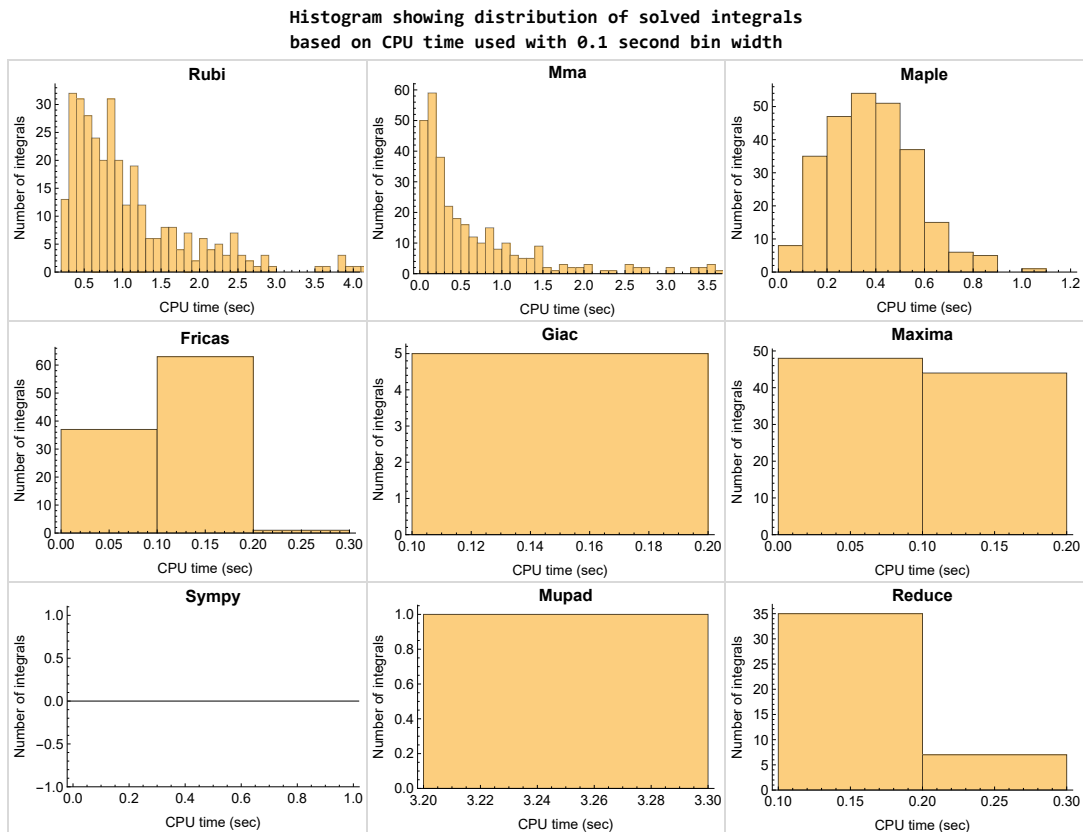 Histogram showing distribution of solved integrals
based on CPU time used with 0.1 second bin width
Rubi
Number of integrals
30
25
20
15
10
5
0
0.5 1.0 1.5 2.0 2.5 3.0 3.5 4.0
CPU time (sec)
Mma
Number of integrals
60
50
40
30
20
10
0
0.0 0.5 1.0 1.5 2.0 2.5 3.0 3.5
CPU time (sec)
Maple
Number of integrals
50
40
30
20
10
0
0.0 0.2 0.4 0.6 0.8 1.0 1.2
CPU time (sec)
Fricas
Number of integrals
60
50
40
30
20
10
0
0.00 0.05 0.10 0.15 0.20 0.25 0.30
CPU time (sec)
Giac
Number of integrals
5
4
3
2
1
0
0.10 0.12 0.14 0.16 0.18 0.20
CPU time (sec)
Maxima
Number of integrals
50
40
30
20
10
0
0.00 0.05 0.10 0.15 0.20
CPU time (sec)
Sympy
Number of integrals
1.0
0.5
0.0
−0.5
−1.0
0.0 0.2 0.4 0.6 0.8 1.0
CPU time (sec)
Mupad
Number of integrals
1.0
0.8
0.6
0.4
0.2
0.0
3.20 3.22 3.24 3.26 3.28 3.30
CPU time (sec)
Reduce
Number of integrals
35
30
25
20
15
10
5
0
0.10 0.15 0.20 0.25 0.30
CPU time (sec)